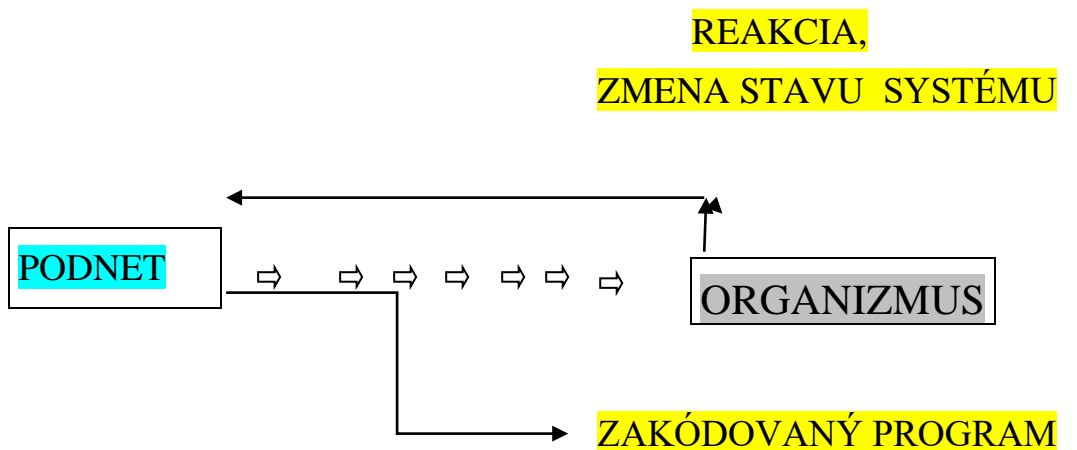 REAKCIA,
ZMENA STAVU SYSTÉMU
PODNET
ORGANIZMUS
ZAKÓDOVANÝ PROGRAM